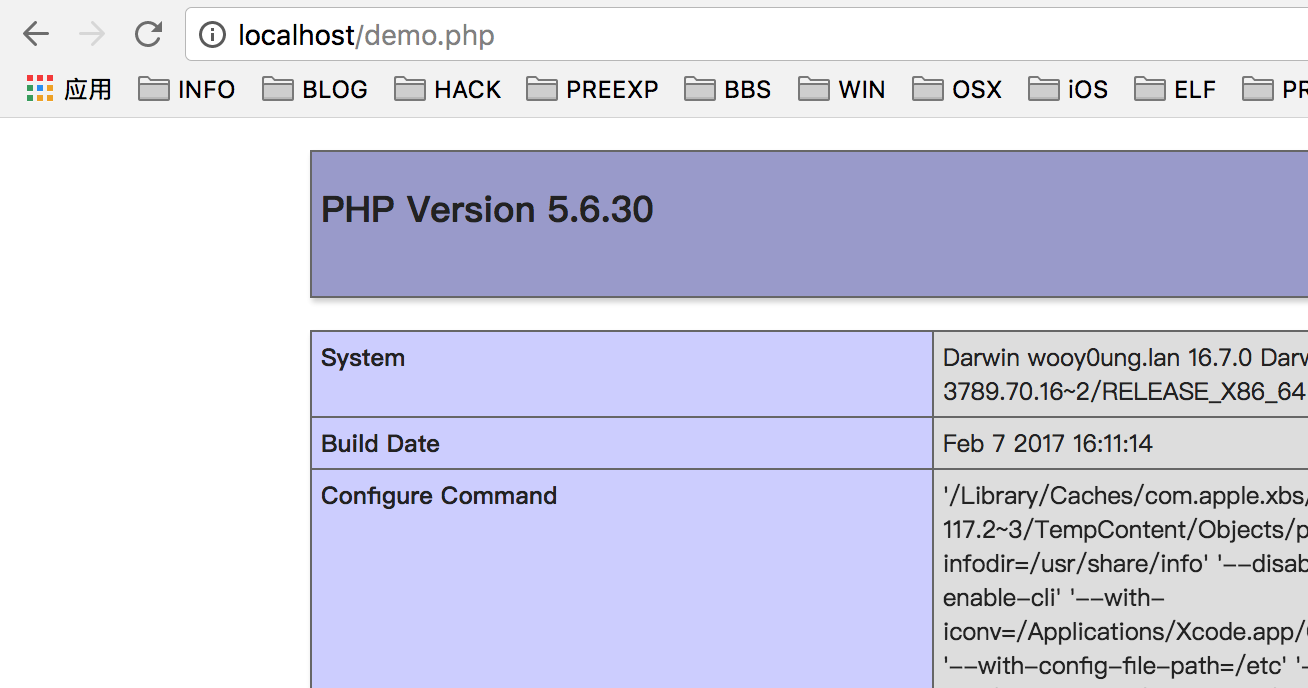 localhost/demo.php
应用 INFO BLOG HACK PREEXP BBS WIN OSX iOS ELF
PHP Version 5.6.30
System Darwin wooy0ung.lan 16.7.0
3789.70.16~2/RELEASE_X86_64
Build Date Feb 7 2017 16:11:14
Configure Command '/Library/Caches/com.apple.xbs/
117.2~3/TempContent/Objects/
infodir=/usr/share/info' '--disab
enable-cli' '--with-
iconv=/Applications/Xcode.app/
'--with-config-file-path=/etc' '-